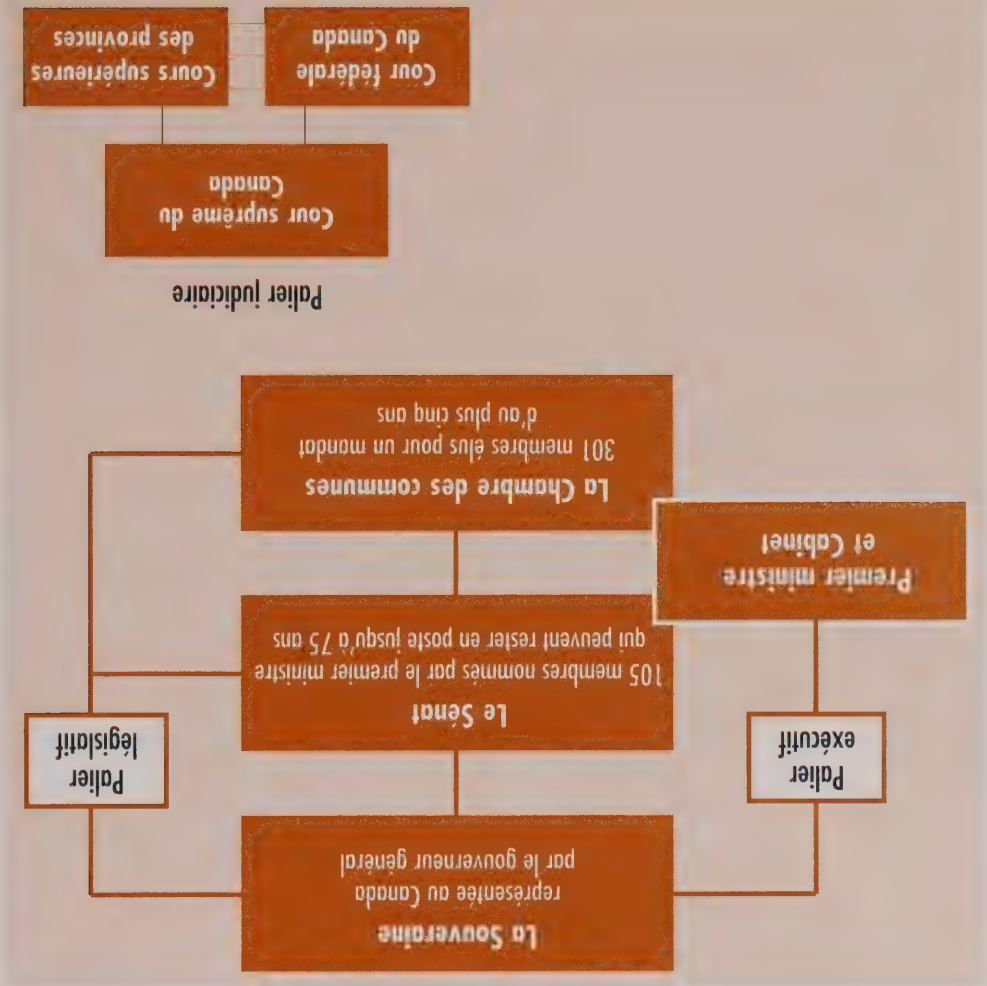 La Souveraine
représentée au Canada
par le gouverneur général
Palier
exécutif
Palier
législatif
Le Sénat
105 membres nommés par le premier ministre
qui peuvent rester en poste jusqu'à 75 ans
Premier ministre
et Cabinet
La Chambre des communes
301 membres élus pour un mandat
d'au plus cinq ans
Palier judiciaire
Cour suprême du
Canada
Cour fédérale
du Canada
Cours supérieures
des provinces